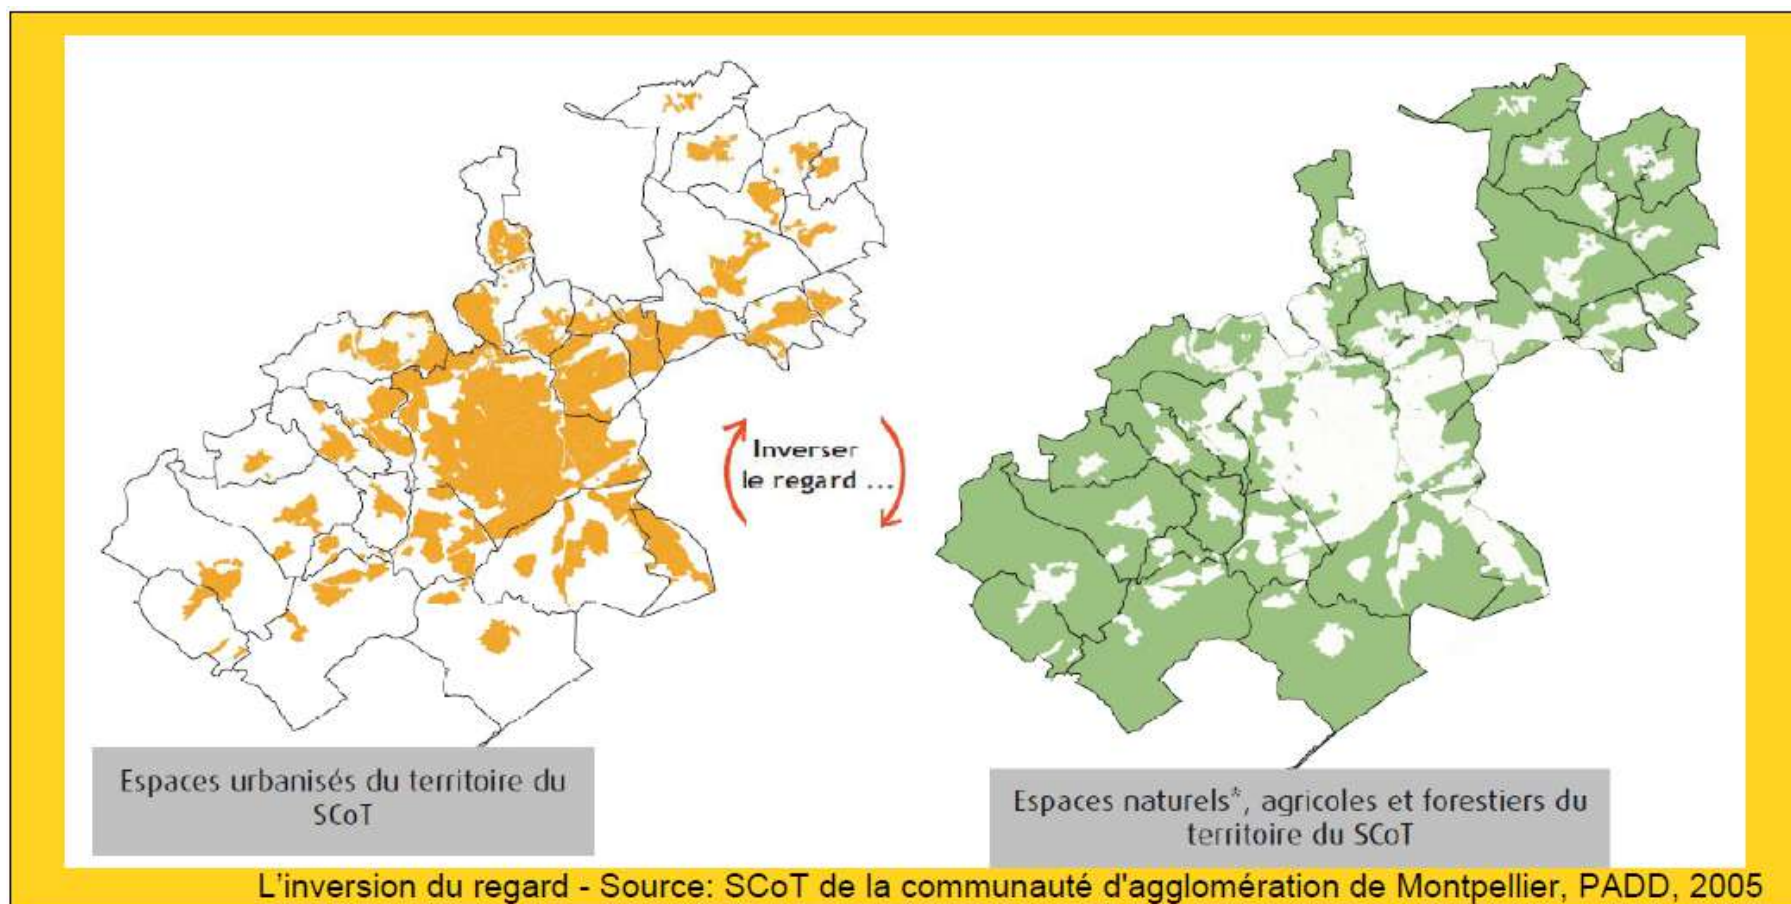 Inverser
le regard ...
Espaces urbanisés du territoire du
SCoT
Espaces naturels*, agricoles et forestiers du
territoire du SCoT
L'inversion du regard - Source: SCoT de la communauté d'agglomération de Montpellier, PADD, 2005